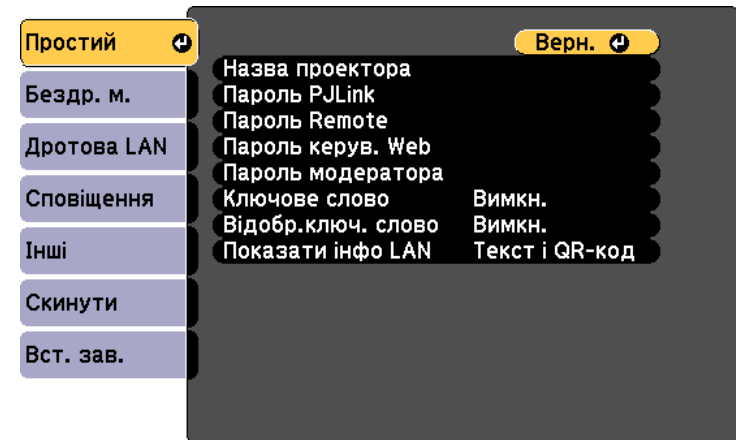 Простий
Бездр. м.
Дротова LAN
Сповіщення
Інші
Скинути
Вст. зав.
Верн.
Назва проектора
Пароль PJLink
Пароль Remote
Пароль керув. Web
Пароль модератора
Ключове слово Вимкн.
Відобр.ключ. слово Вимкн.
Показати інфо LAN Текст і QR-код